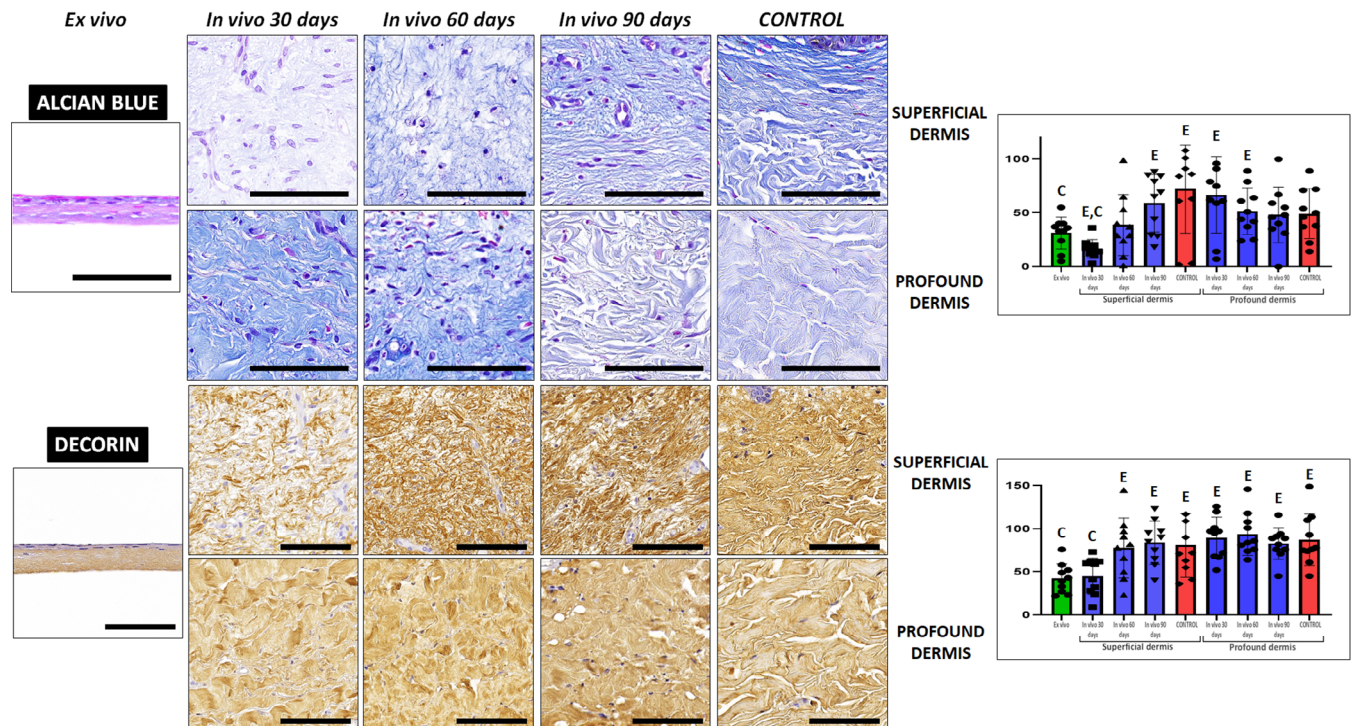 Ex vivo
In vivo 30 days
In vivo 60 days
In vivo 90 days
CONTROL
ALCIAN BLUE
SUPERFICIAL
DERMIS
PROFOUND
DERMIS
100
50
0
C
E,C
E
E
E
E
Ex vivo
In vivo 30
days
In vivo 60
days
In vivo 90
days
CONTROL
In vivo 30
days
In vivo 60
days
In vivo 90
days
CONTROL
Superficial dermis
Profound dermis
DECORIN
SUPERFICIAL
DERMIS
PROFOUND
DERMIS
150
100
50
0
C
C
E
E
E
E
E
E
E
Ex vivo
In vivo 30
days
In vivo 60
days
In vivo 90
days
CONTROL
In vivo 30
days
In vivo 60
days
In vivo 90
days
CONTROL
Superficial dermis
Profound dermis